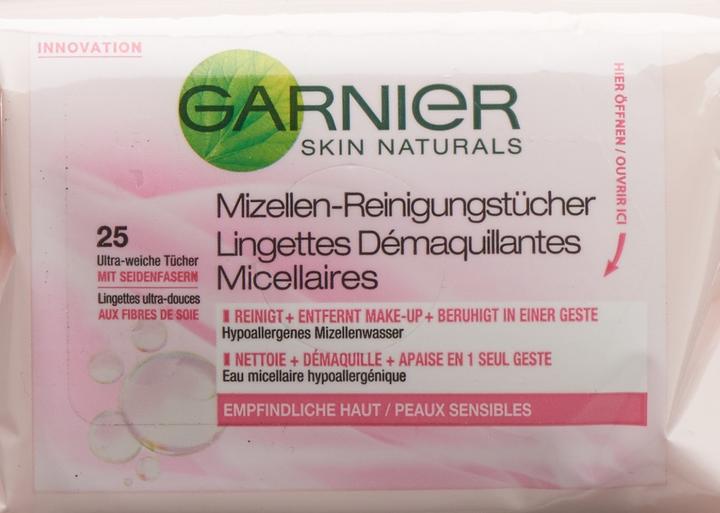 INNOVATION
GARNIER
SKIN NATURALS
HIER ÖFFNEN / OUVRIR ICI
Mizellen-Reinigungstücher
Lingettes Démaquillantes
Micellaires
25
Ultra-weiche Tücher
MIT SEIDENFASERN
Lingettes ultra-douces
AUX FIBRES DE SOIE
REINIGT + ENTFERNT MAKE-UP + BERUHIGT IN EINER GESTE
Hypoallergenes Mizellenwasser
NETTOIE + DÉMAQUILLE + APAISE EN 1 SEUL GESTE
Eau micellaire hypoallergénique
EMPFINDLICHE HAUT / PEAUX SENSIBLES